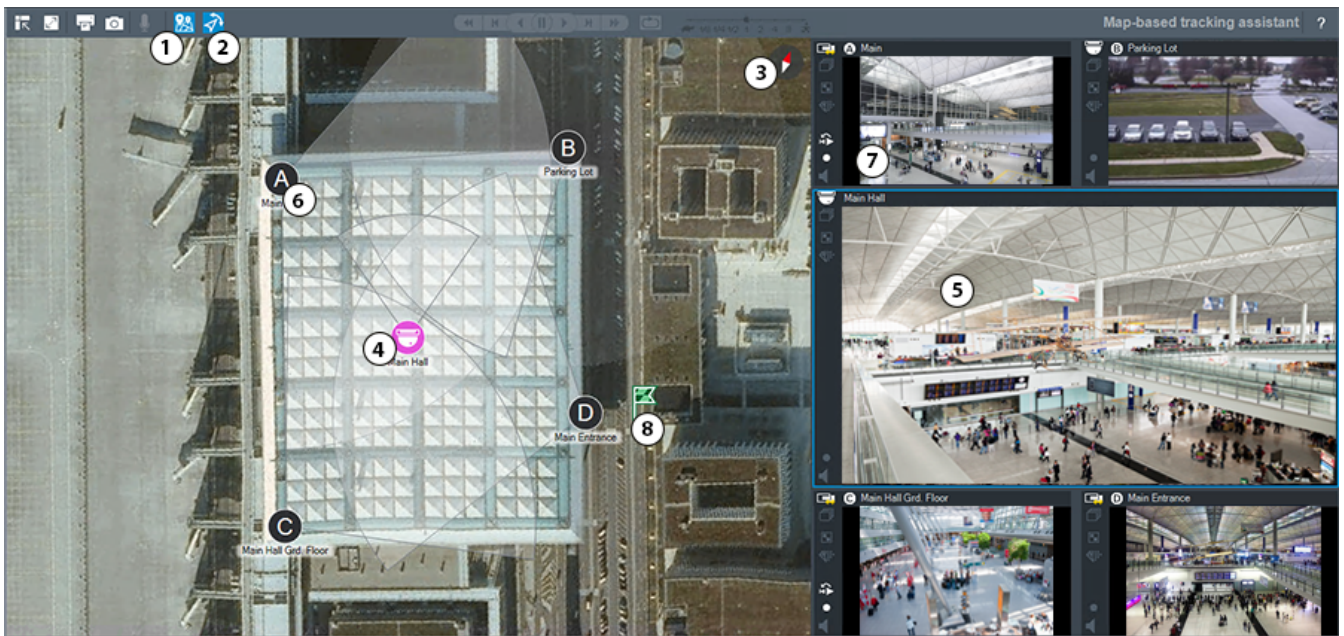 Map-based tracking assistant ?
1
2
3
A Main
B Parking Lot
7
B
Parking Lot
A
6
Main Hall
5
4
Main Hall
D
Main Entrance
8
C
Main Hall Grd. Floor
C Main Hall Grd. Floor
D Main Entrance